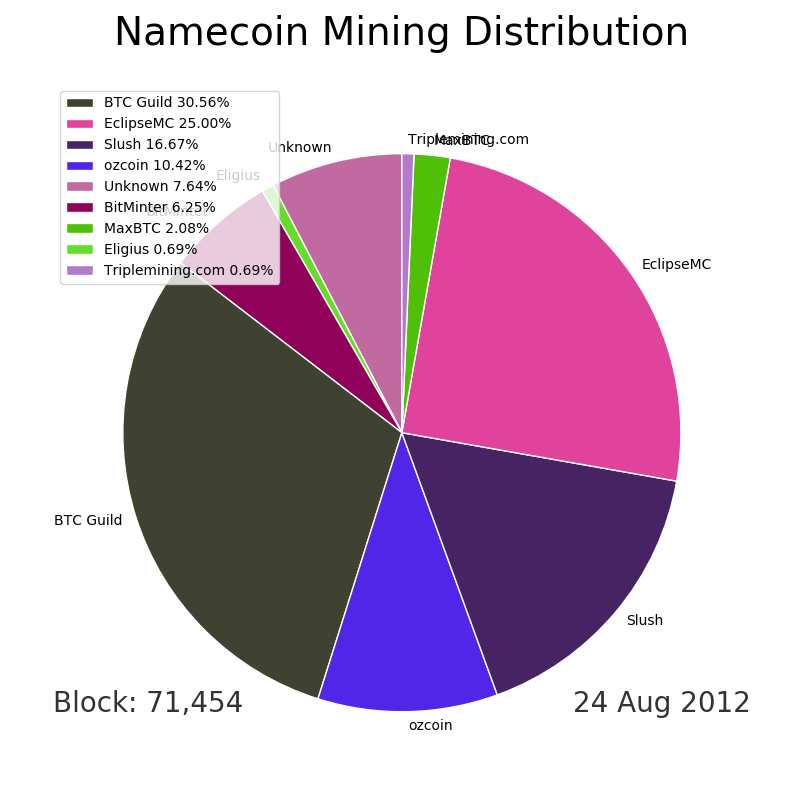 Namecoin Mining Distribution
BTC Guild 30.56%
EclipseMC 25.00%
Slush 16.67%
ozcoin 10.42%
Unknown 7.64%
BitMinter 6.25%
MaxBTC 2.08%
Eligius 0.69%
Triplemining.com 0.69%
Triplemining.com
MaxBTC
Unknown
Eligius
BitMinter
EclipseMC
BTC Guild
Slush
ozcoin
Block: 71,454
24 Aug 2012